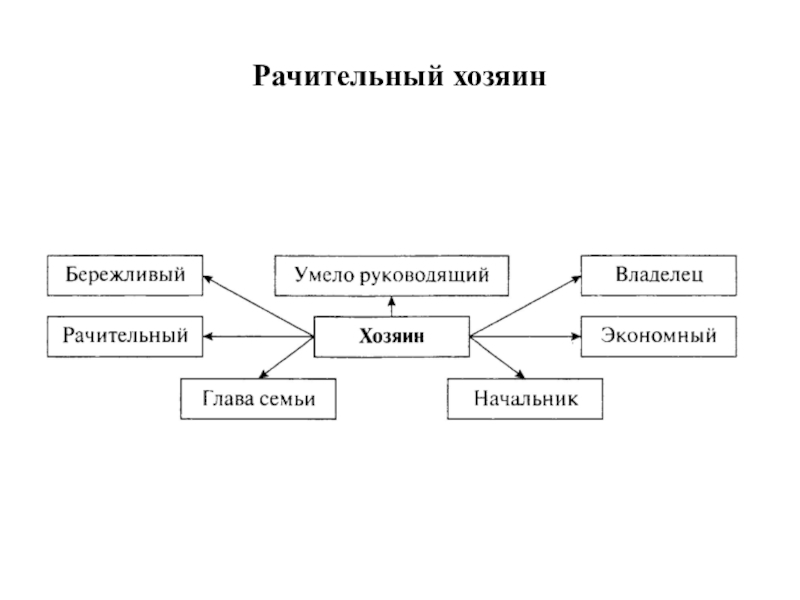 Рачительный хозяин
Бережливый
Умело руководящий
Владелец
Рачительный
Хозяин
Экономный
Глава семьи
Начальник